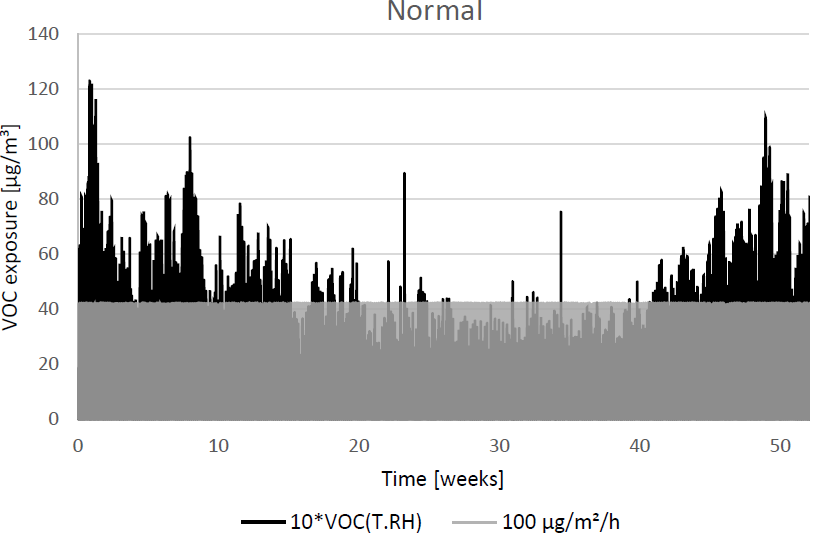 Normal
140
120
100
80
60
40
20
0
VOC exposure [µg/m³]
0 10 20 30 40 50
Time [weeks]
10*VOC(T.RH) 100 µg/m²/h